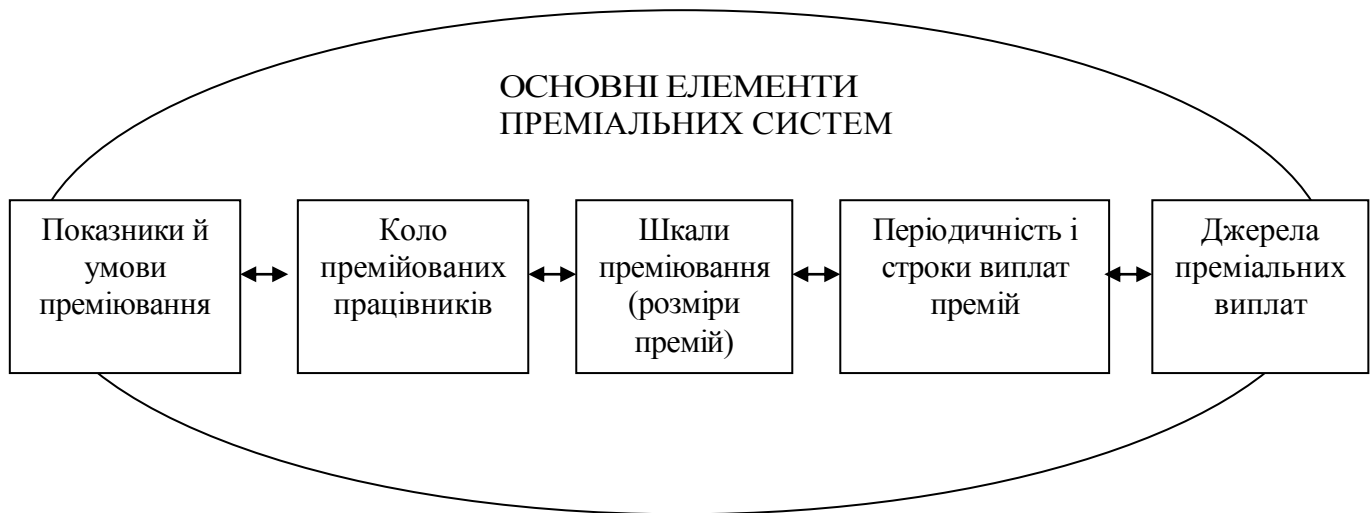 ОСНОВНІ ЕЛЕМЕНТИ
ПРЕМІАЛЬНИХ СИСТЕМ
Показники й
умови
преміювання
Коло
премійованих
працівників
Шкали
преміювання
(розміри
премій)
Періодичність і
строки виплат
премій
Джерела
преміальних
виплат